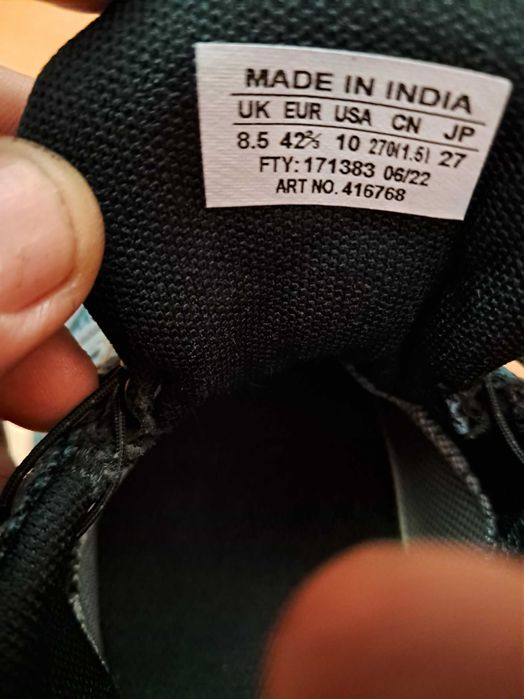 MADE IN INDIA
UK EUR USA CN JP
8.5 42⅔ 10 270(1.5) 27
FTY: 171383 06/22
ART NO. 416768